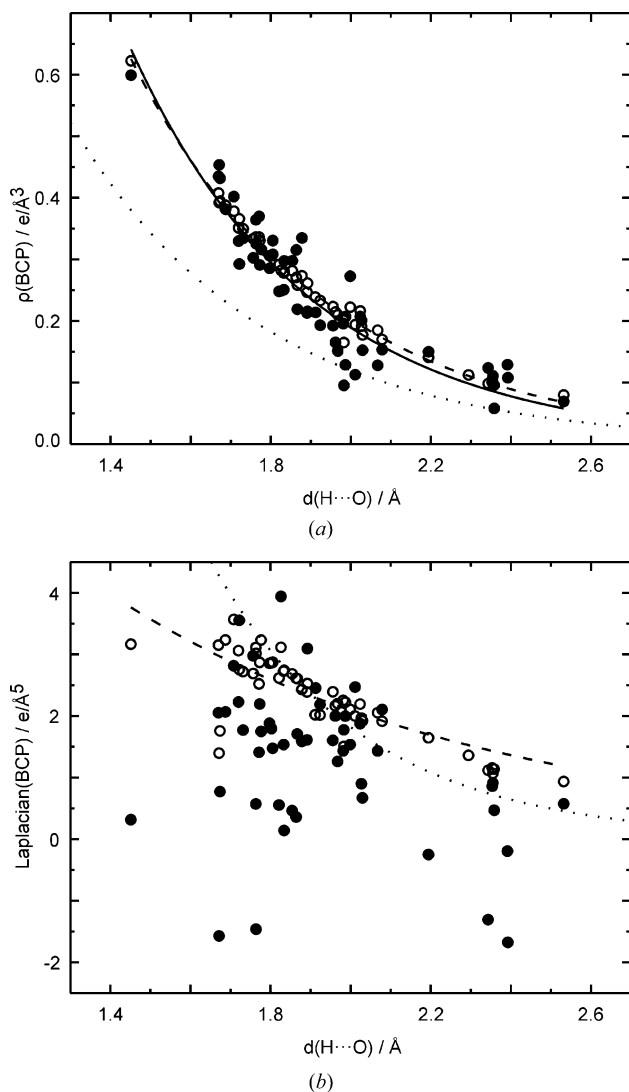 0.6
0.4
0.2
0.0
ρ(BCP) / e/Å³
1.4 1.8 2.2 2.6
d(H···O) / Å
(a)
4
2
0
-2
Laplacian(BCP) / e/Å⁵
1.4 1.8 2.2 2.6
d(H···O) / Å
(b)